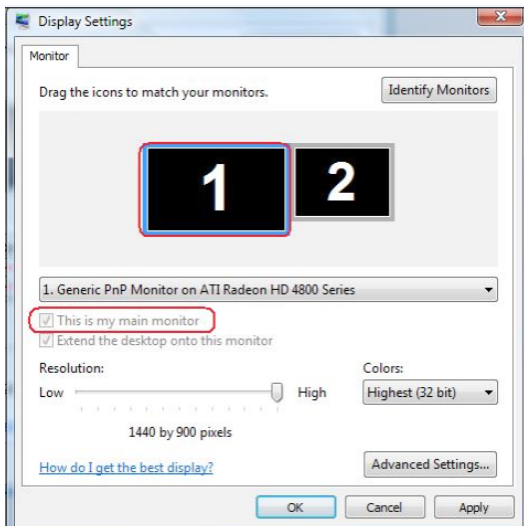 Display Settings
Monitor
Drag the icons to match your monitors.
Identify Monitors
1
2
1. Generic PnP Monitor on ATI Radeon HD 4800 Series
This is my main monitor
Extend the desktop onto this monitor
Resolution:
Colors:
Low
High
Highest (32 bit)
1440 by 900 pixels
How do I get the best display?
Advanced Settings...
OK
Cancel
Apply